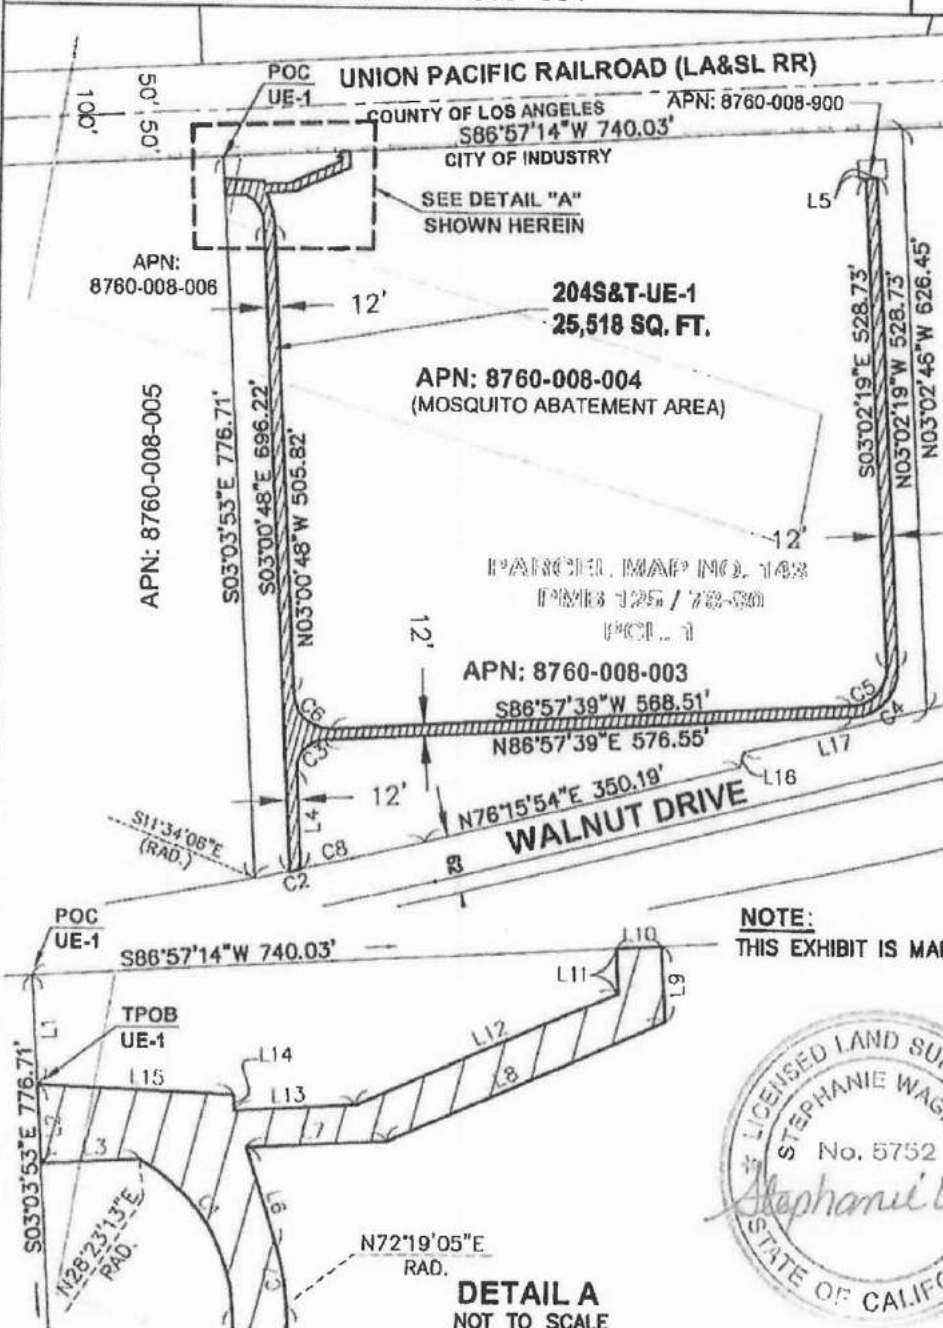 POC
UE-1
UNION PACIFIC RAILROAD (LA&SL RR)
100'
50'
50'
COUNTY OF LOS ANGELES
APN: 8760-008-900
S86°57'14"W 740.03'
CITY OF INDUSTRY
SEE DETAIL "A"
SHOWN HEREIN
L5
APN:
8760-008-006
12'
204S&T-UE-1
25,518 SQ. FT.
APN: 8760-008-004
(MOSQUITO ABATEMENT AREA)
APN: 8760-008-005
S03°03'53"E 776.71'
S03°00'48"E 696.22'
N03°00'48"W 505.82'
S03°02'19"E 528.73'
N03°02'19"W 528.73'
N03°02'46"W 626.45'
12'
PARCEL MAP NO. 143
PMB 125 / 78-80
PCL. 1
12'
APN: 8760-008-003
C6
S86°57'39"W 568.51'
C5
C4
C3
N86°57'39"E 576.55'
L17
L16
12'
L4
N76°15'54"E 350.19'
WALNUT DRIVE
S11°34'06"E
(RAD.)
C8
C2
63'
POC
UE-1
S86°57'14"W 740.03'
L10
NOTE:
L11
L9
L1
TPOB
UE-1
L12
L14
L15
L13
L8
S03°03'53"E 776.71'
L2
L3
L7
C1
L6
C7
N28°23'13"E
RAD.
N72°19'05"E
RAD.
DETAIL A
NOT TO SCALE
THIS EXHIBIT IS MA
LICENSED LAND SU
STEPHANIE WAG
No. 5752
Stephanie
STATE OF CALIF